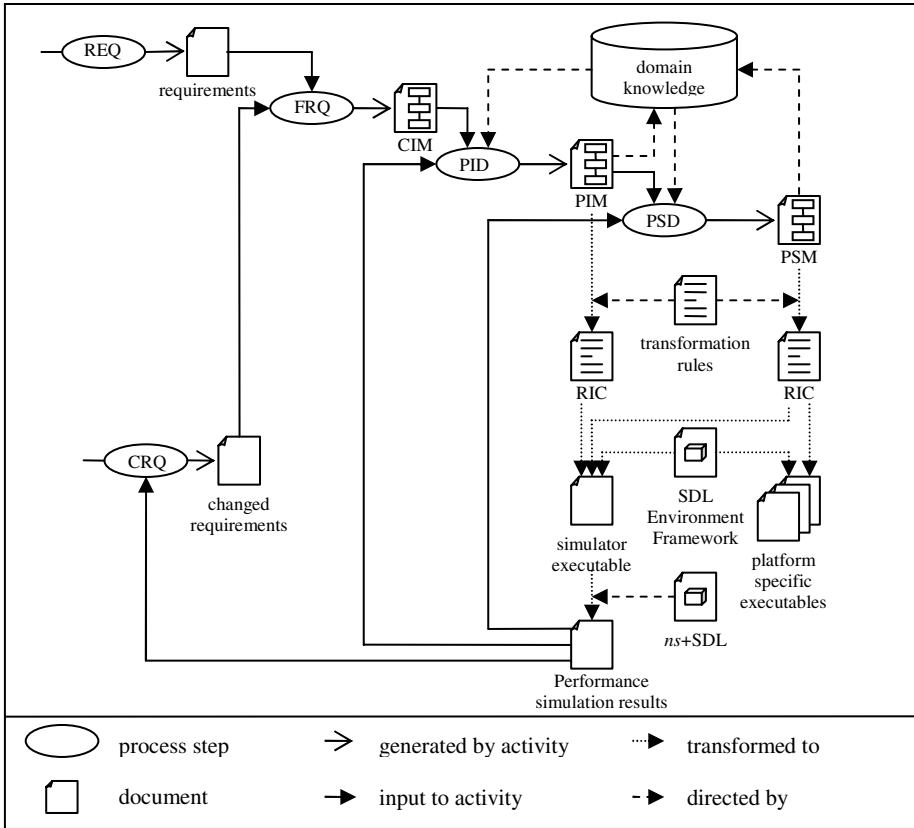 REQ
requirements
FRQ
CIM
PID
domain
knowledge
PIM
PSD
PSM
transformation
rules
RIC
RIC
CRQ
changed
requirements
SDL
Environment
Framework
simulator
executable
platform
specific
executables
ns+SDL
Performance
simulation results
process step
generated by activity
transformed to
document
input to activity
directed by